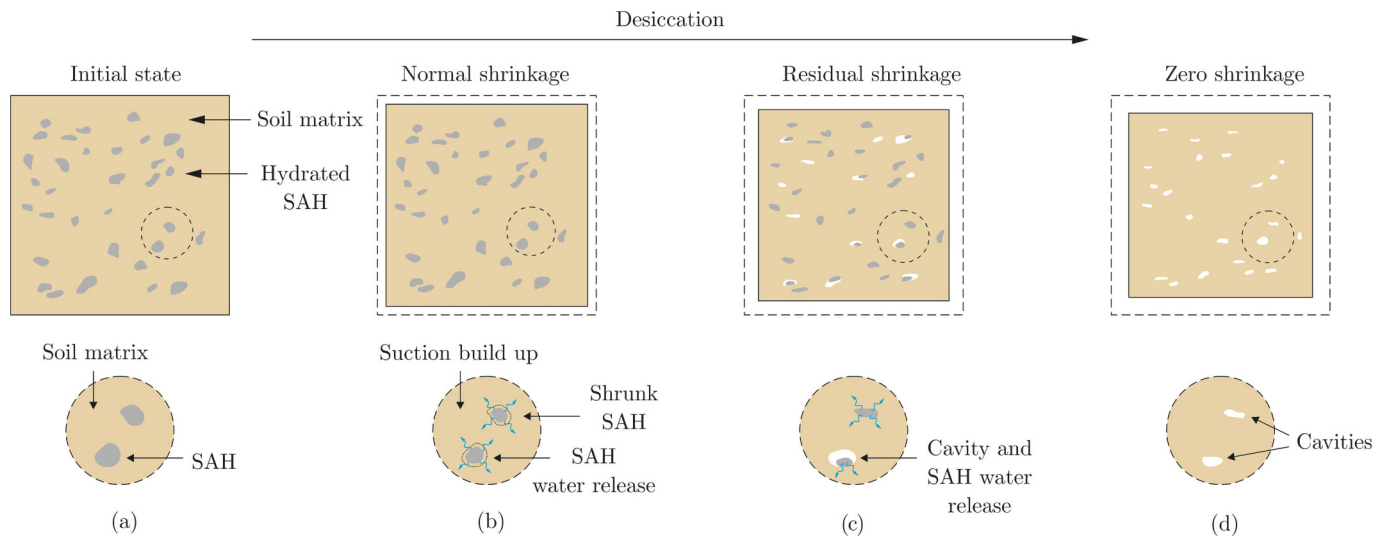 Desiccation
Initial state
Normal shrinkage
Residual shrinkage
Zero shrinkage
Soil matrix
Hydrated
SAH
Soil matrix
SAH
Suction build up
Shrunk
SAH
SAH
water release
Cavity and
SAH water
release
Cavities
(a)
(b)
(c)
(d)